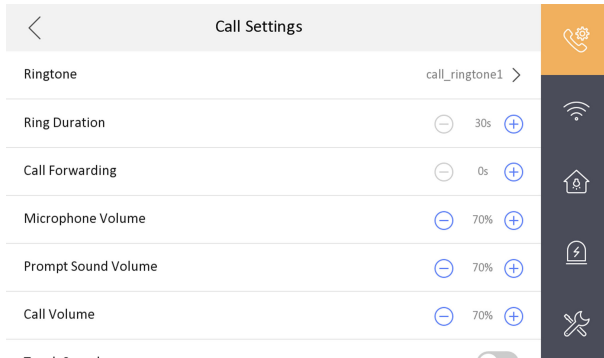 Call Settings
Ringtone call_ringtone1
Ring Duration 30s
Call Forwarding 0s
Microphone Volume 70%
Prompt Sound Volume 70%
Call Volume 70%